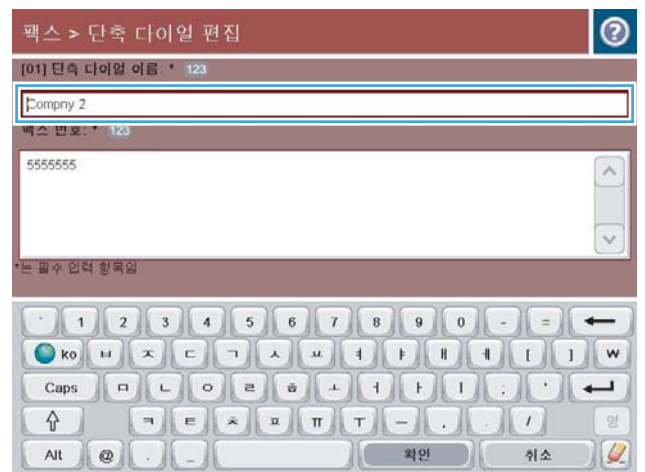 팩스 > 단축 다이얼 편집 ?
[01] 단축 다이얼 이름: * 123
Compny 2
팩스 번호: * 123
5555555
*는 필수 입력 항목임
` 1 2 3 4 5 6 7 8 9 0 - =
ko ㅂ ㅈ ㄷ ㄱ ㅅ ㅛ ㅕ ㅑ ㅐ ㅔ [ ] ₩
Caps ㅁ ㄴ ㅇ ㄹ ㅎ ㅗ ㅓ ㅏ ㅣ ; '
ㅋ ㅌ ㅊ ㅍ ㅠ ㅜ ㅡ , . / 영
Alt @ . _ 확인 취소